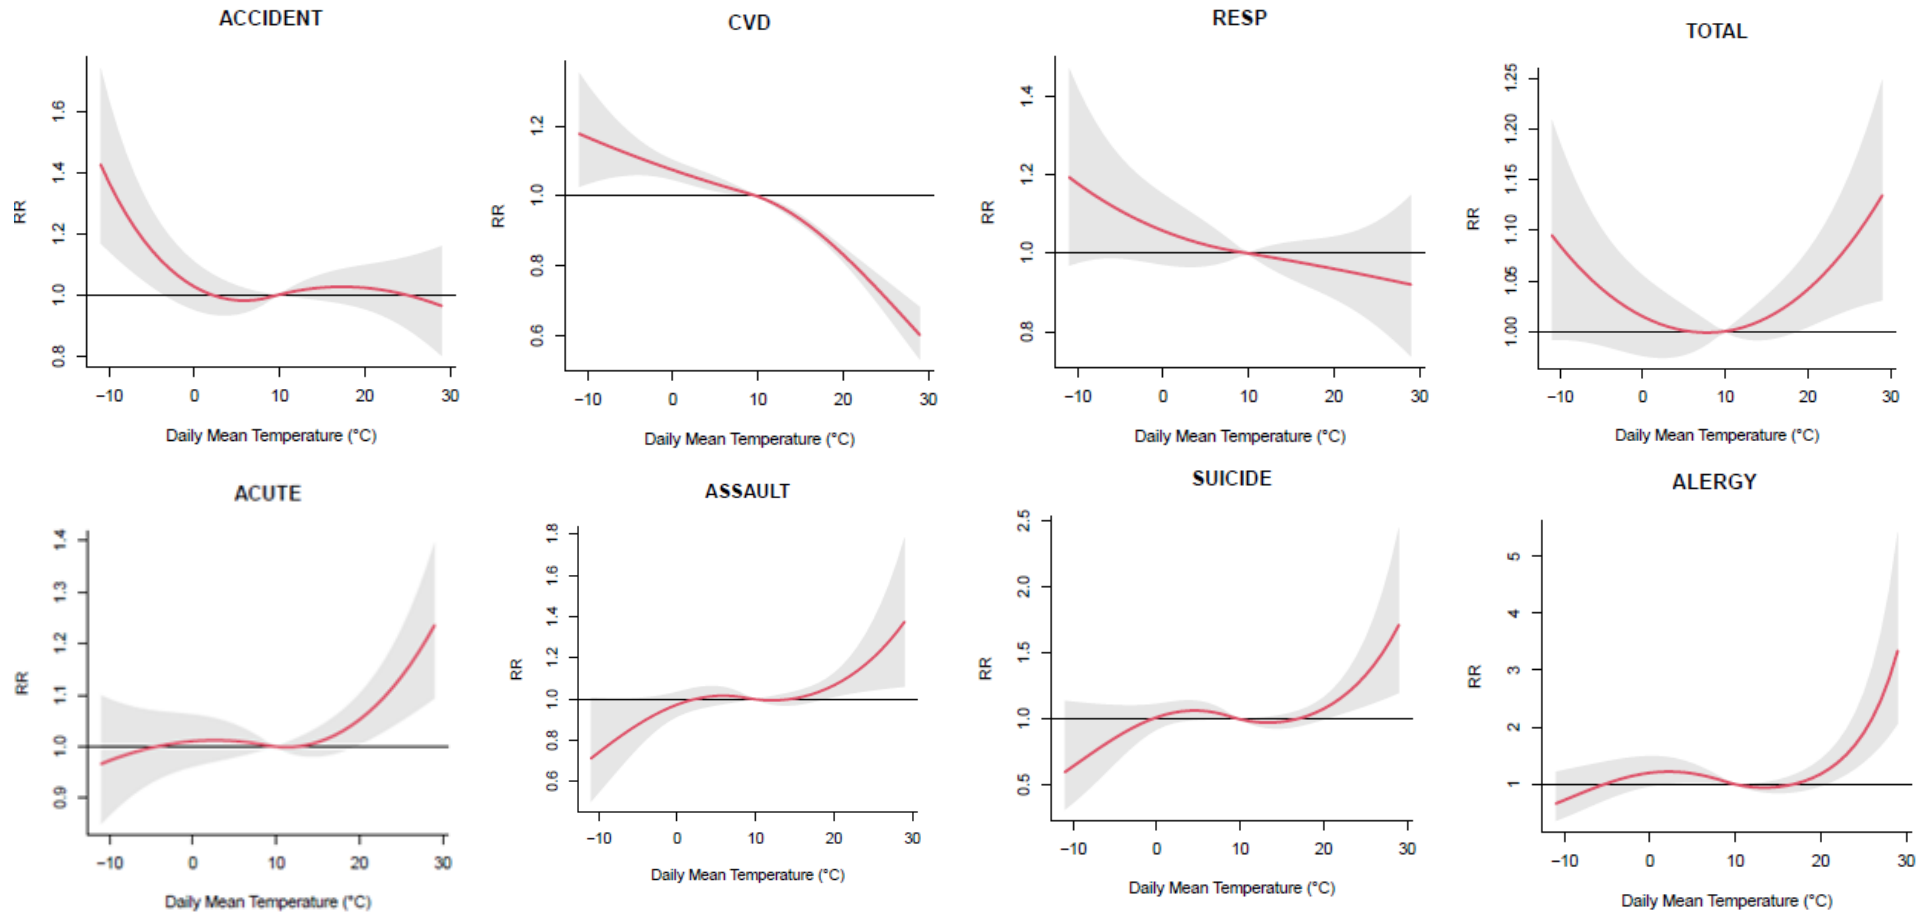 ACCIDENT
RR
0.8 1.0 1.2 1.4 1.6
−10 0 10 20 30
Daily Mean Temperature (°C)
CVD
RR
0.6 0.8 1.0 1.2
−10 0 10 20 30
Daily Mean Temperature (°C)
RESP
RR
0.8 1.0 1.2 1.4
−10 0 10 20 30
Daily Mean Temperature (°C)
TOTAL
RR
1.00 1.05 1.10 1.15 1.20 1.25
−10 0 10 20 30
Daily Mean Temperature (°C)
ACUTE
RR
0.9 1.0 1.1 1.2 1.3 1.4
−10 0 10 20 30
Daily Mean Temperature (°C)
ASSAULT
RR
0.6 0.8 1.0 1.2 1.4 1.6 1.8
−10 0 10 20 30
Daily Mean Temperature (°C)
SUICIDE
RR
0.5 1.0 1.5 2.0 2.5
−10 0 10 20 30
Daily Mean Temperature (°C)
ALERGY
RR
1 2 3 4 5
−10 0 10 20 30
Daily Mean Temperature (°C)